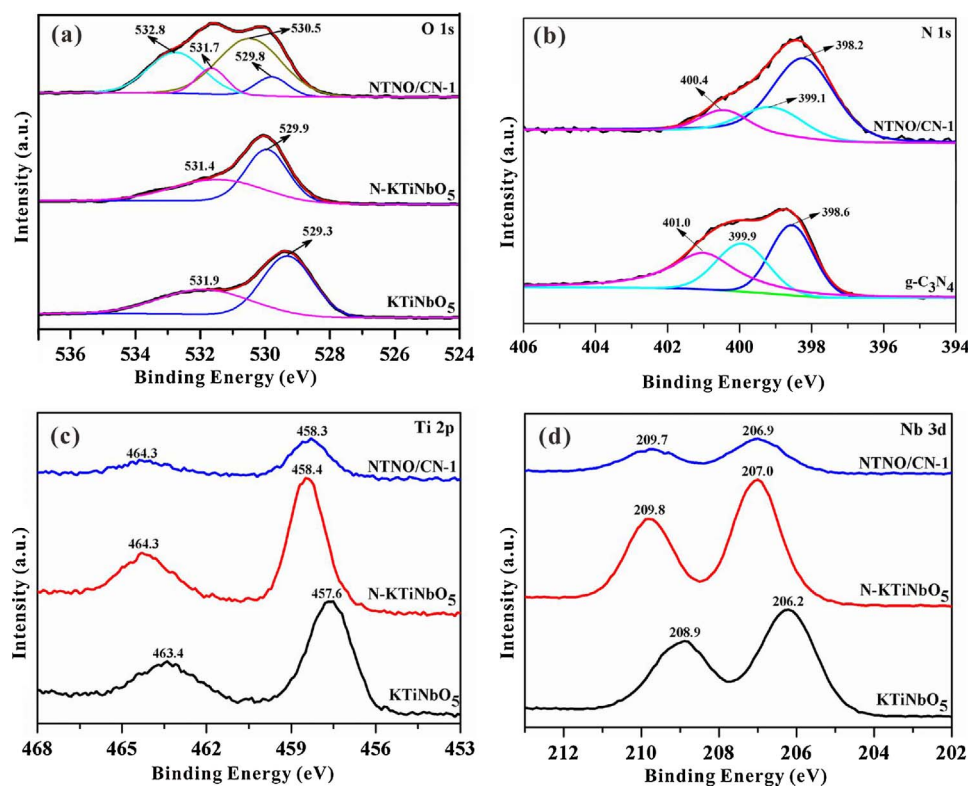 (a)
O 1s
532.8
530.5
531.7
529.8
NTNO/CN-1
529.9
531.4
N-KTiNbO5
529.3
531.9
KTiNbO5
Intensity (a.u.)
536 534 532 530 528 526 524
Binding Energy (eV)
(b)
N 1s
398.2
400.4
399.1
NTNO/CN-1
401.0
399.9
398.6
g-C3N4
Intensity (a.u.)
406 404 402 400 398 396 394
Binding Energy (eV)
(c)
Ti 2p
458.3
464.3
NTNO/CN-1
458.4
464.3
N-KTiNbO5
457.6
463.4
KTiNbO5
Intensity (a.u.)
468 465 462 459 456 453
Binding Energy (eV)
(d)
Nb 3d
209.7
206.9
NTNO/CN-1
209.8
207.0
N-KTiNbO5
208.9
206.2
KTiNbO5
Intensity (a.u.)
212 210 208 206 204 202
Binding Energy (eV)